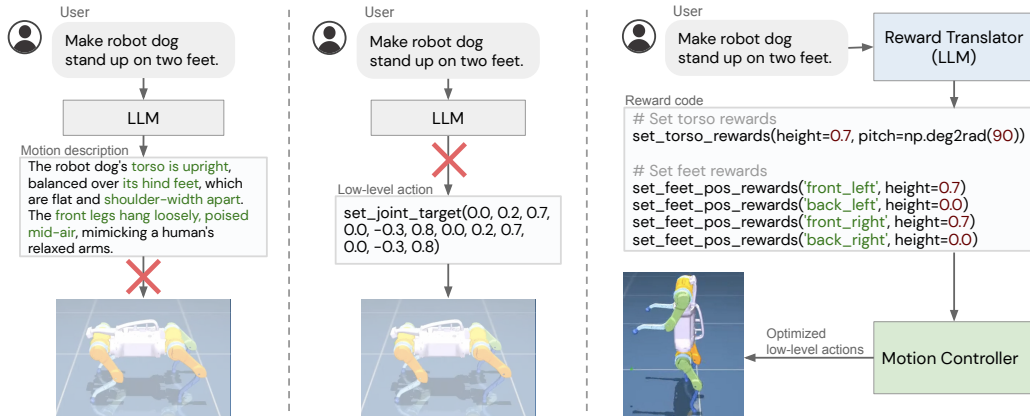 User
Make robot dog
stand up on two feet.
LLM
Motion description
The robot dog's torso is upright,
balanced over its hind feet, which
are flat and shoulder-width apart.
The front legs hang loosely, poised
mid-air, mimicking a human's
relaxed arms.
User
Make robot dog
stand up on two feet.
LLM
Low-level action
set_joint_target(0.0, 0.2, 0.7,
0.0, -0.3, 0.8, 0.0, 0.2, 0.7,
0.0, -0.3, 0.8)
User
Make robot dog
stand up on two feet.
Reward Translator
(LLM)
Reward code
# Set torso rewards
set_torso_rewards(height=0.7, pitch=np.deg2rad(90))
# Set feet rewards
set_feet_pos_rewards('front_left', height=0.7)
set_feet_pos_rewards('back_left', height=0.0)
set_feet_pos_rewards('front_right', height=0.7)
set_feet_pos_rewards('back_right', height=0.0)
Optimized
low-level actions
Motion Controller